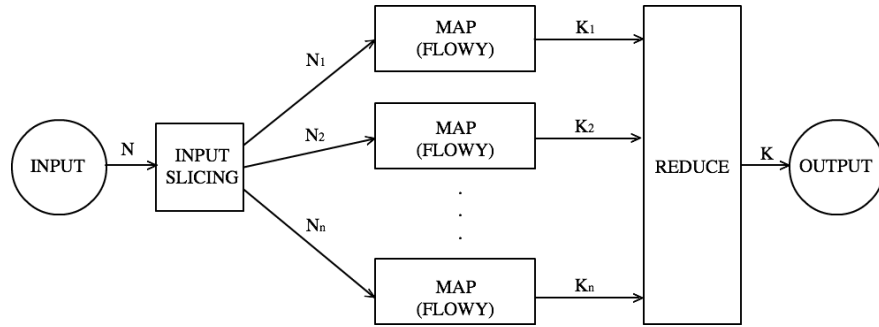 INPUT
N
INPUT
SLICING
N₁
N₂
Nₙ
MAP
(FLOWY)
MAP
(FLOWY)
.
.
.
MAP
(FLOWY)
K₁
K₂
Kₙ
REDUCE
K
OUTPUT